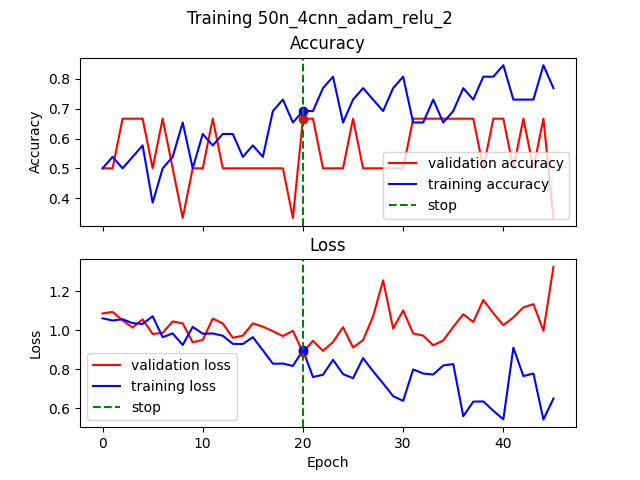 Training 50n_4cnn_adam_relu_2
Accuracy
0.8
0.7
0.6
0.5
0.4
Accuracy
validation accuracy
training accuracy
stop
Loss
1.2
1.0
0.8
0.6
Loss
validation loss
training loss
stop
0 10 20 30 40
Epoch